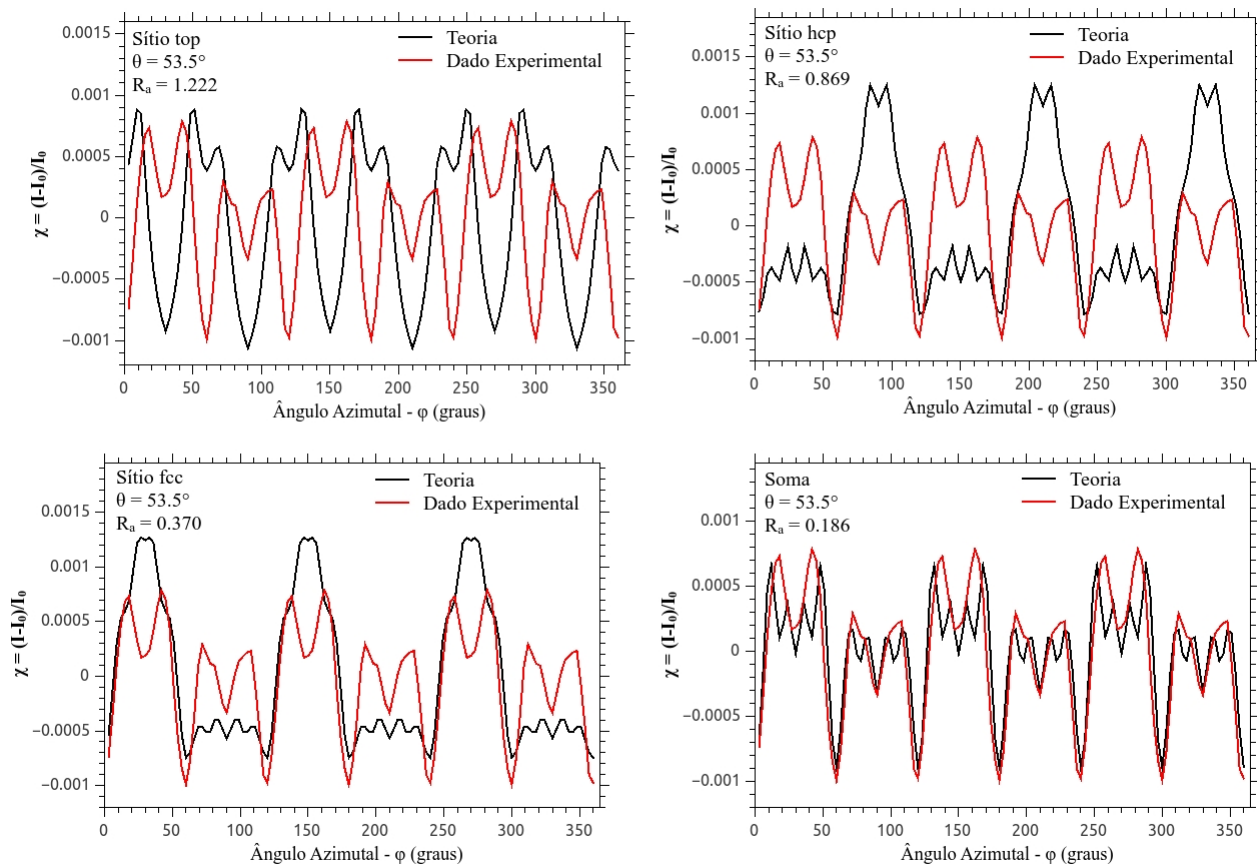 Sítio top
θ = 53.5°
Rₐ = 1.222
Teoria
Dado Experimental
0.0015
0.001
0.0005
0
−0.0005
−0.001
χ = (I-I₀)/I₀
0 50 100 150 200 250 300 350
Ângulo Azimutal - φ (graus)
Sítio hcp
θ = 53.5°
Rₐ = 0.869
Teoria
Dado Experimental
0.0015
0.001
0.0005
0
−0.0005
−0.001
χ = (I-I₀)/I₀
0 50 100 150 200 250 300 350
Ângulo Azimutal - φ (graus)
Sítio fcc
θ = 53.5°
Rₐ = 0.370
Teoria
Dado Experimental
0.0015
0.001
0.0005
0
−0.0005
−0.001
χ = (I-I₀)/I₀
0 50 100 150 200 250 300 350
Ângulo Azimutal - φ (graus)
Soma
θ = 53.5°
Rₐ = 0.186
Teoria
Dado Experimental
0.001
0.0005
0
−0.0005
−0.001
χ = (I-I₀)/I₀
0 50 100 150 200 250 300 350
Ângulo Azimutal - φ (graus)